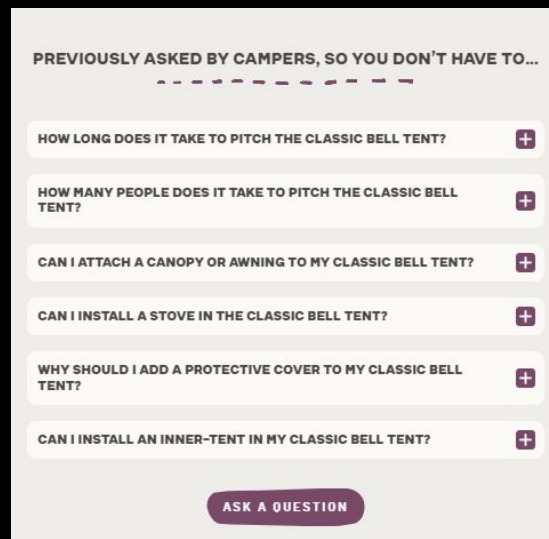 PREVIOUSLY ASKED BY CAMPERS, SO YOU DON'T HAVE TO...
HOW LONG DOES IT TAKE TO PITCH THE CLASSIC BELL TENT?
HOW MANY PEOPLE DOES IT TAKE TO PITCH THE CLASSIC BELL
TENT?
CAN I ATTACH A CANOPY OR AWNING TO MY CLASSIC BELL TENT?
CAN I INSTALL A STOVE IN THE CLASSIC BELL TENT?
WHY SHOULD I ADD A PROTECTIVE COVER TO MY CLASSIC BELL
TENT?
CAN I INSTALL AN INNER-TENT IN MY CLASSIC BELL TENT?
ASK A QUESTION